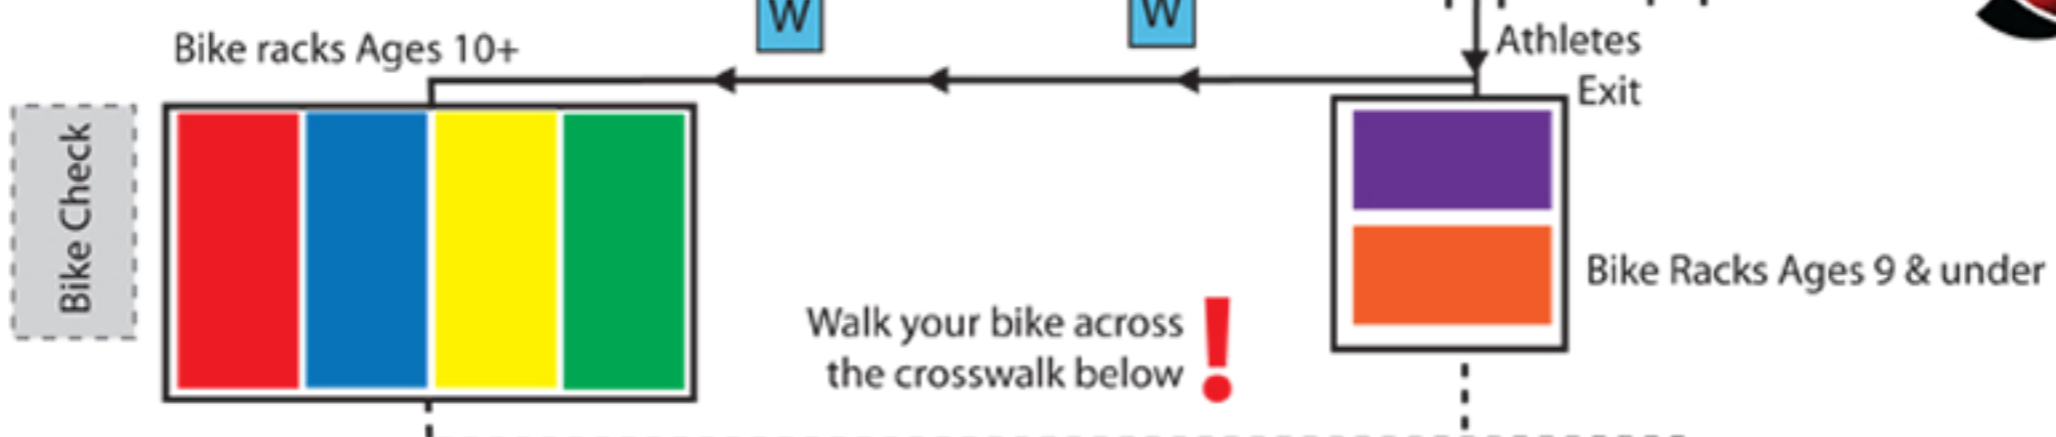 W
W
Bike racks Ages 10+
Athletes
Exit
Bike Check
Bike Racks Ages 9 & under
Walk your bike across
the crosswalk below
!